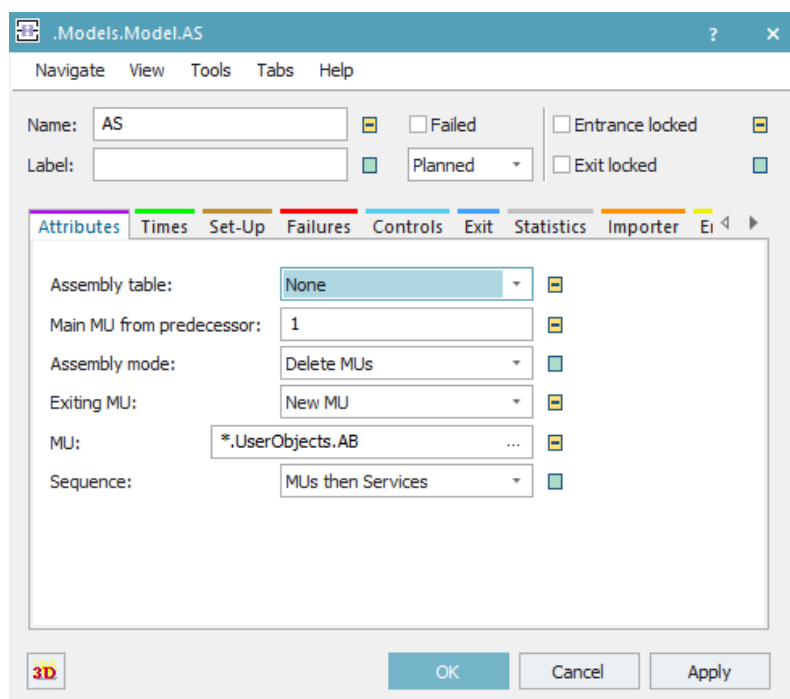 .Models.Model.AS ? ×
Navigate View Tools Tabs Help
Name: AS Failed Entrance locked
Label: Planned Exit locked
Attributes Times Set-Up Failures Controls Exit Statistics Importer
Assembly table: None
Main MU from predecessor: 1
Assembly mode: Delete MUs
Exiting MU: New MU
MU: *.UserObjects.AB ...
Sequence: MUs then Services
3D OK Cancel Apply